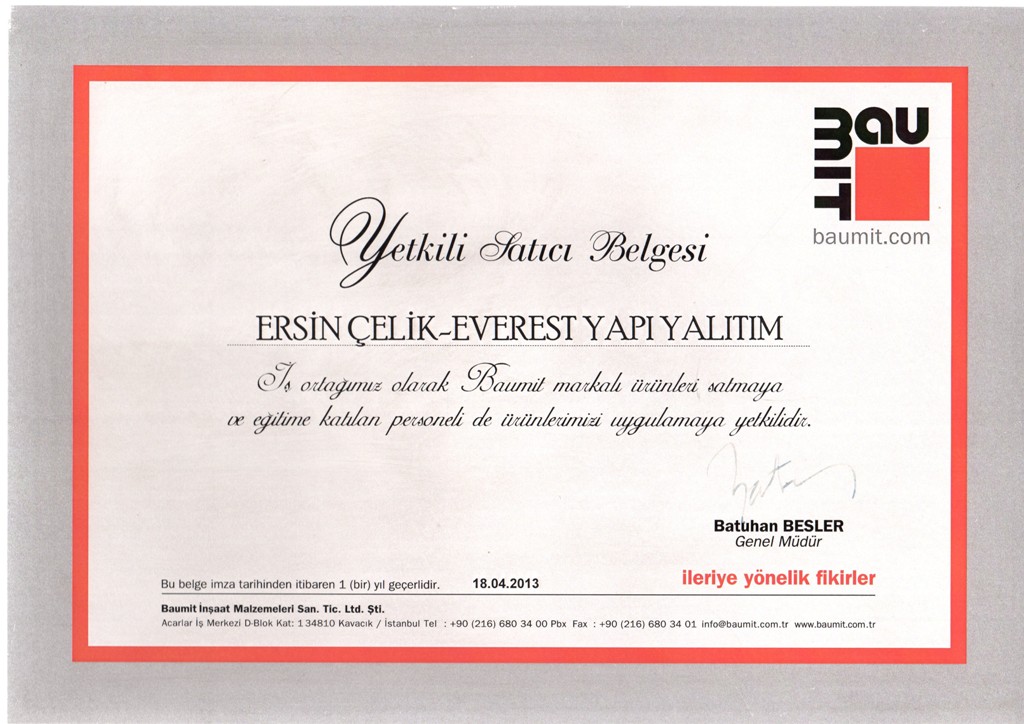 BAUMIT
baumit.com
Yetkili Satıcı Belgesi
ERSİN ÇELİK-EVEREST YAPI YALITIM
İş ortağımız olarak Baumit markalı ürünleri satmaya
ve eğitime katılan personeli de ürünlerimizi uygulamaya yetkilidir.
Batuhan BESLER
Genel Müdür
ileriye yönelik fikirler
Bu belge imza tarihinden itibaren 1 (bir) yıl geçerlidir. 18.04.2013
Baumit İnşaat Malzemeleri San. Tic. Ltd. Şti.
Acarlar İş Merkezi D-Blok Kat: 1 34810 Kavacık / İstanbul Tel : +90 (216) 680 34 00 Pbx Fax : +90 (216) 680 34 01 info@baumit.com.tr www.baumit.com.tr